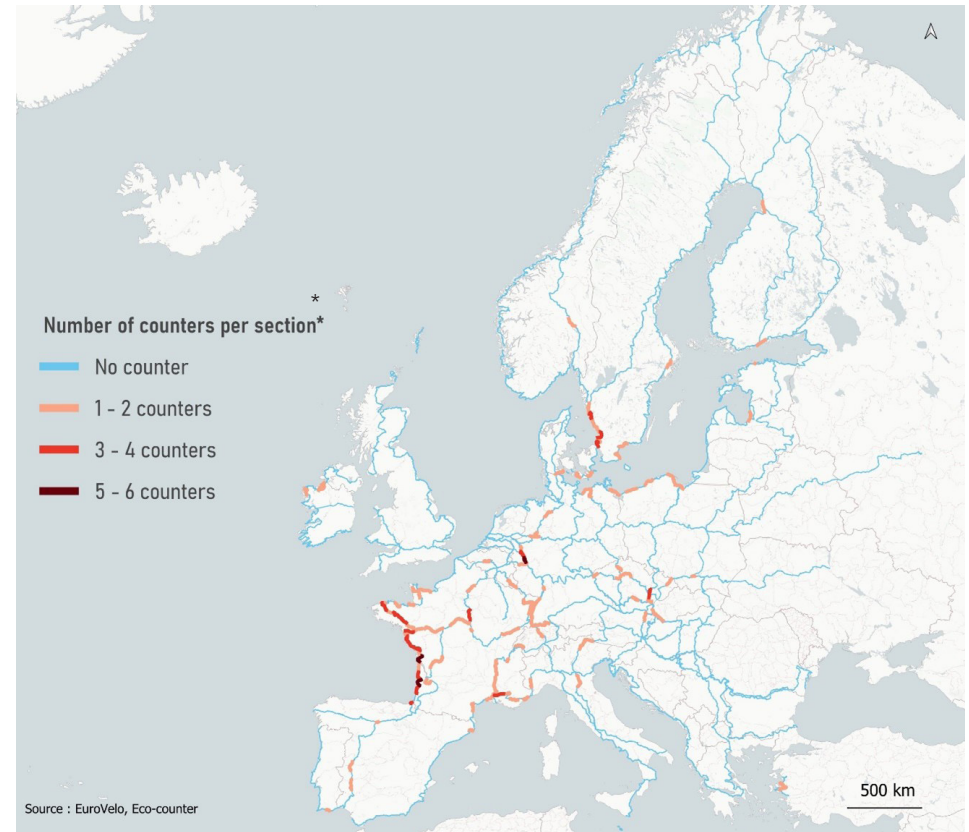 *
Number of counters per section*
No counter
1 - 2 counters
3 - 4 counters
5 - 6 counters
500 km
Source : EuroVelo, Eco-counter